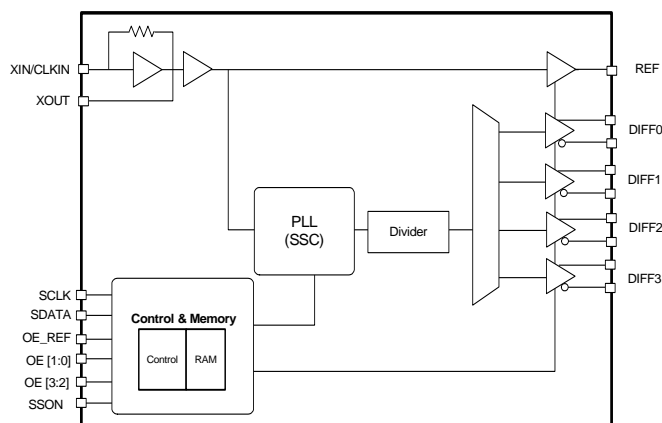 XIN/CLKIN
XOUT
REF
DIFF0
DIFF1
DIFF2
DIFF3
PLL
(SSC)
Divider
SCLK
SDATA
OE_REF
OE [1:0]
OE [3:2]
SSON
Control & Memory
Control
RAM